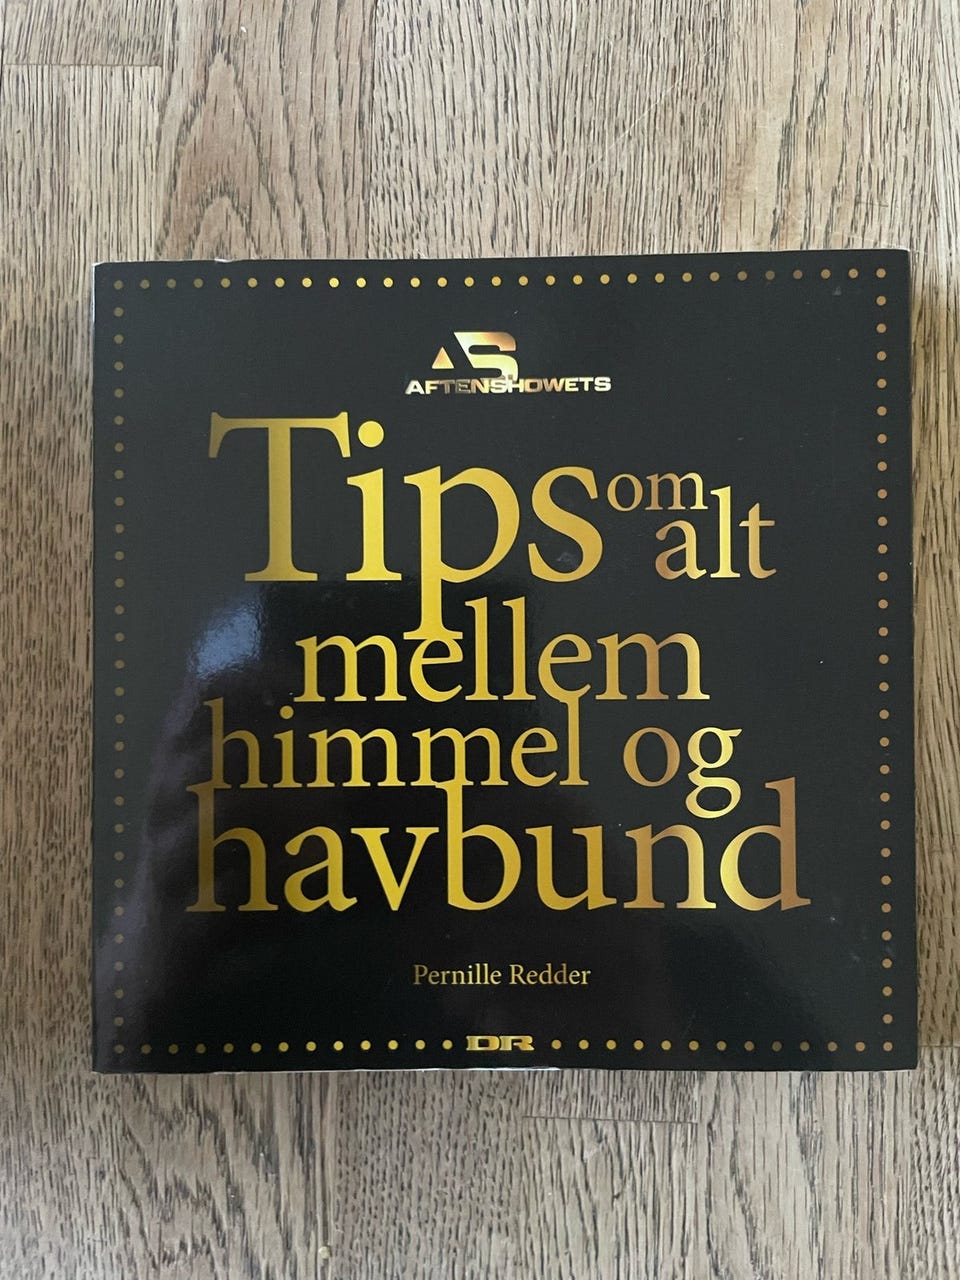 AS
AFTENSHOWETS
Tips om alt
mellem
himmel og
havbund
Pernille Redder
DR